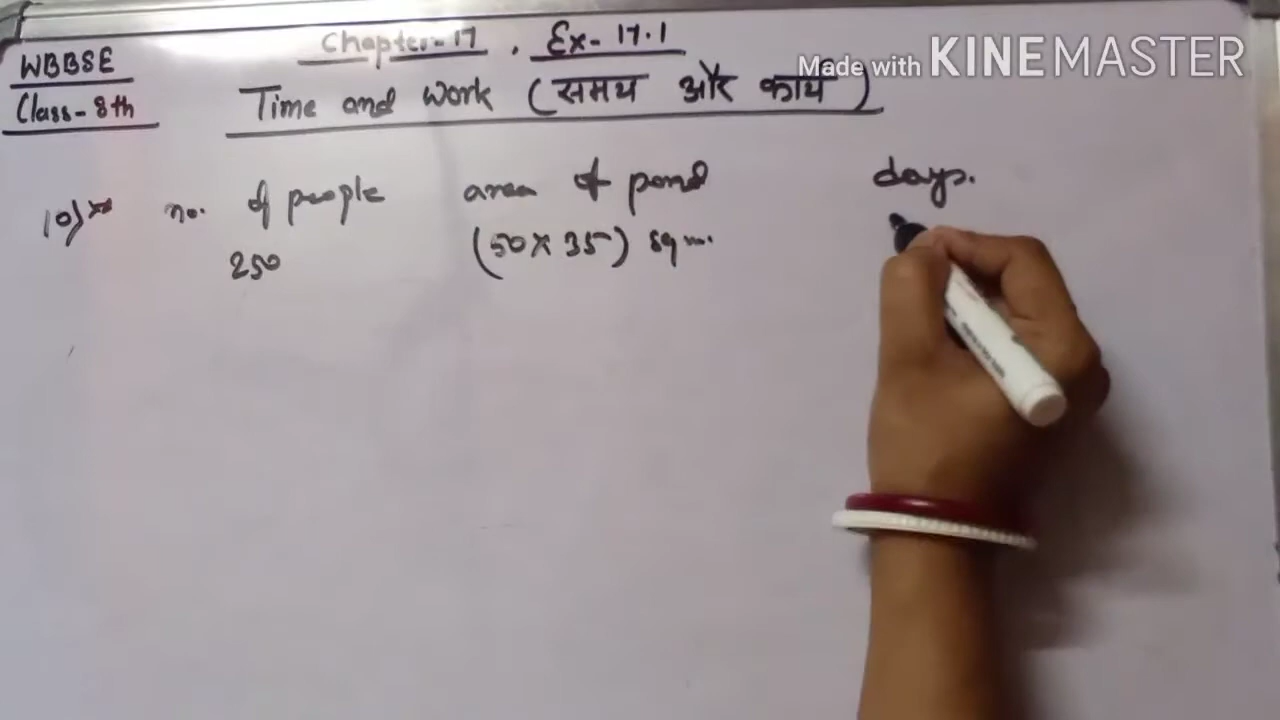 WBBSE
Class-8th
Chapter-17, Ex-17.1
Made with KINEMASTER
Time and work (समय और कार्य)
10) no. of people area of pond days.
250 (50 x 35) sq m.